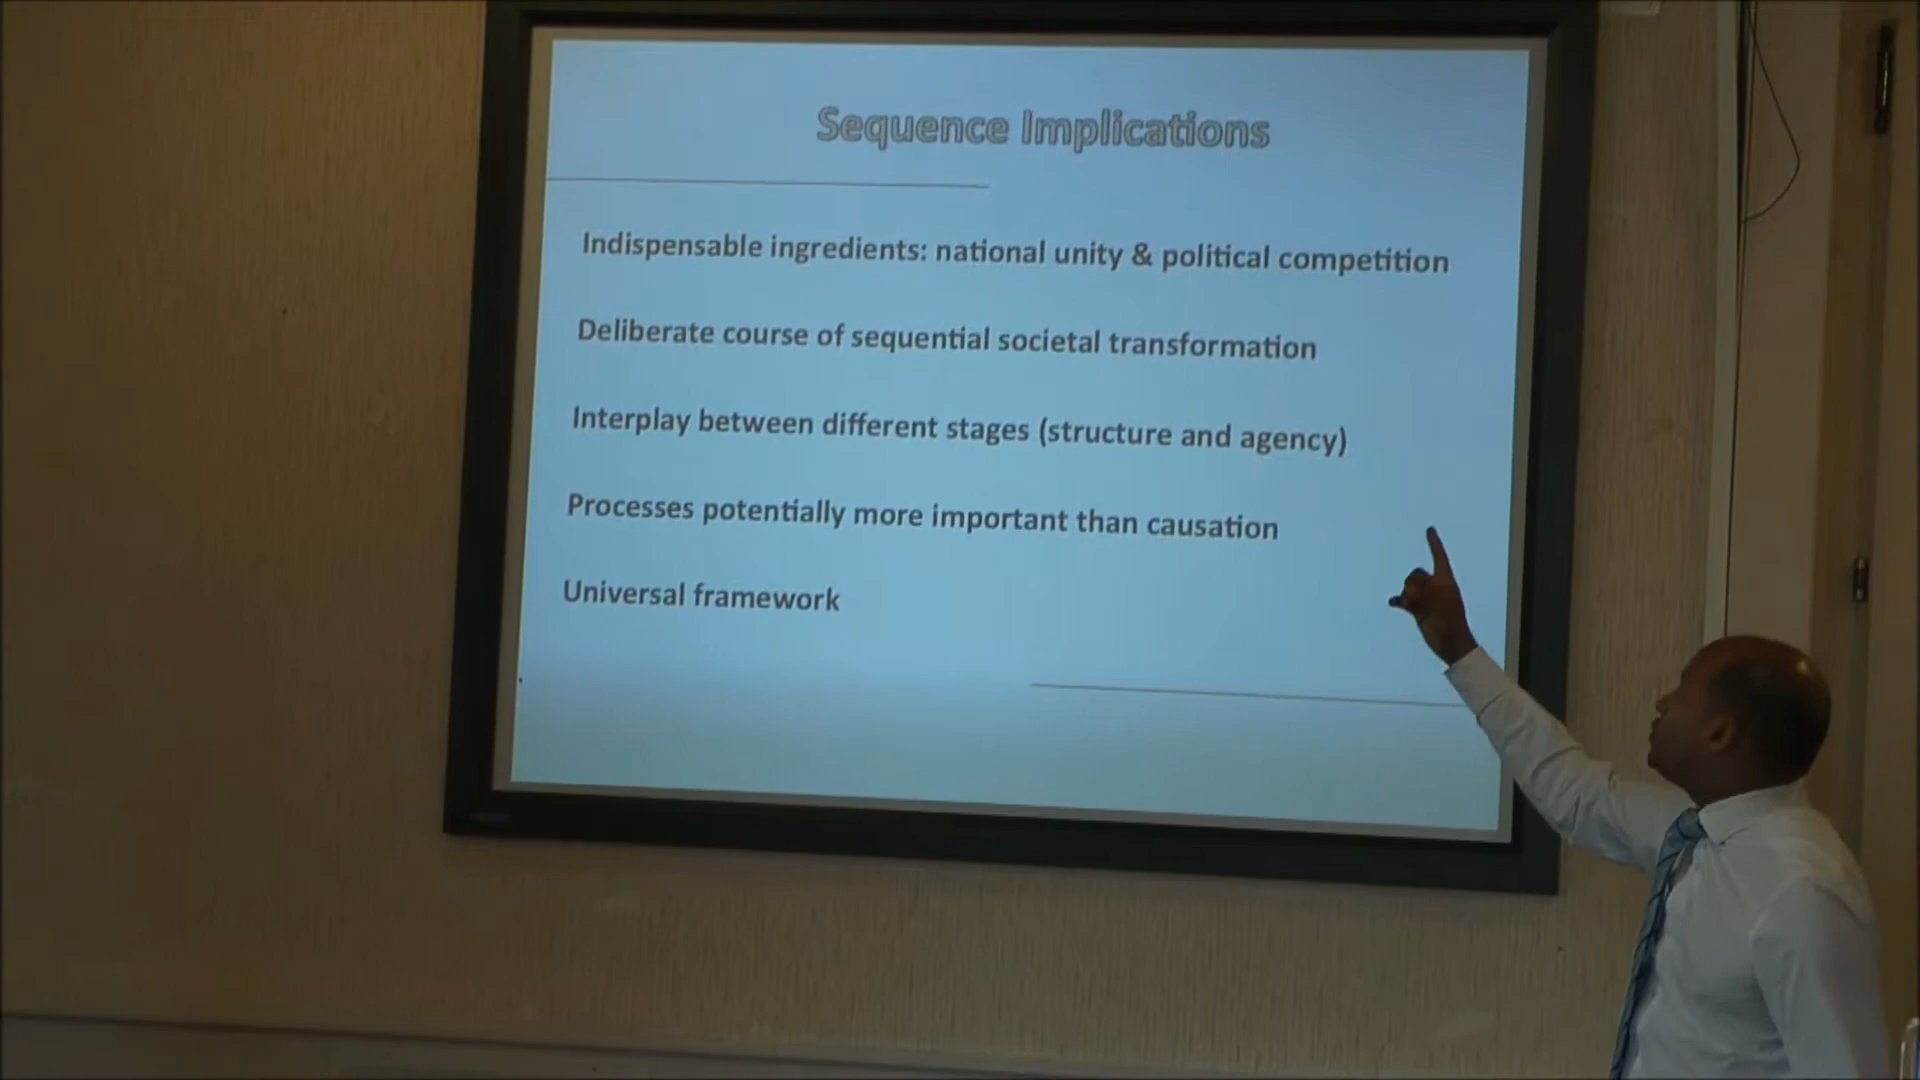 Sequence Implications
Indispensable ingredients: national unity & political competition
Deliberate course of sequential societal transformation
Interplay between different stages (structure and agency)
Processes potentially more important than causation
Universal framework